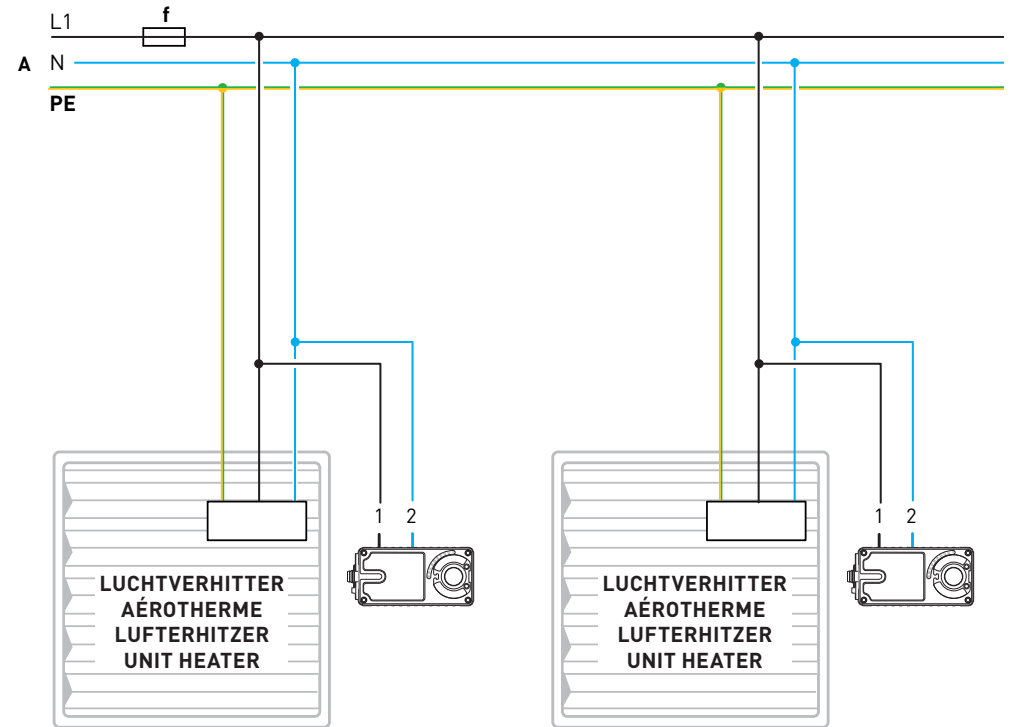 L1
f
A N
PE
1 2
1 2
LUCHTVERHITTER
AÉROTHERME
LUFTERHITZER
UNIT HEATER
LUCHTVERHITTER
AÉROTHERME
LUFTERHITZER
UNIT HEATER